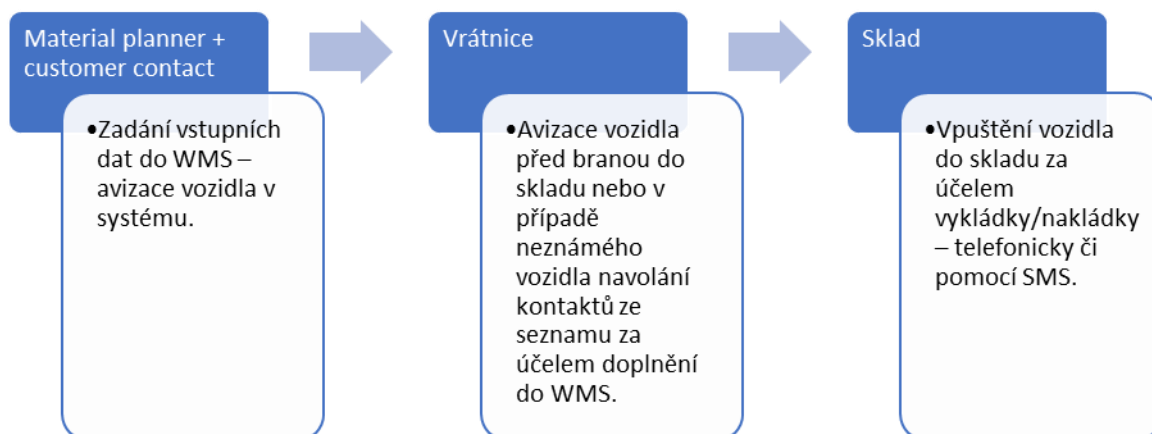 Material planner +
customer contact
•Zadání vstupních
dat do WMS –
avizace vozidla v
systému.
Vrátnice
•Avizace vozidla
před branou do
skladu nebo v
případě
neznámého
vozidla navolání
kontaktů ze
seznamu za
účelem doplnění
do WMS.
Sklad
•Vpuštění vozidla
do skladu za
účelem
vykládky/nakládky
– telefonicky či
pomocí SMS.